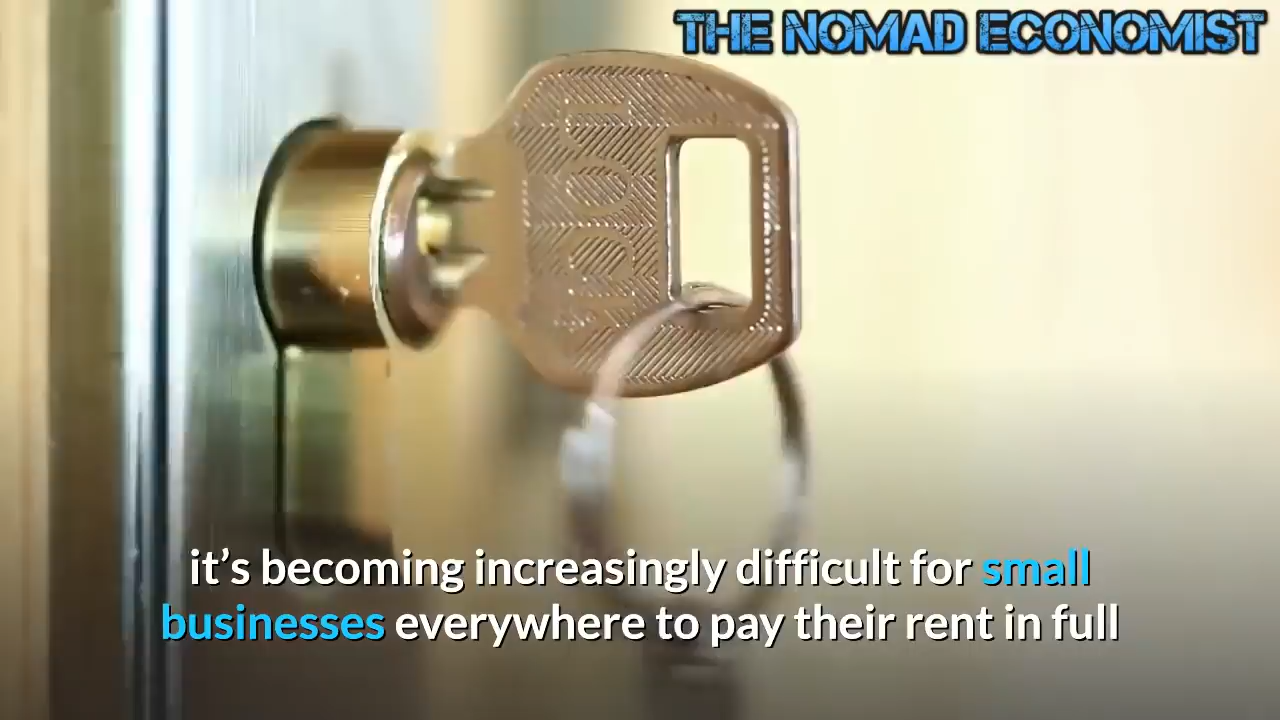 THE NOMAD ECONOMIST
it’s becoming increasingly difficult for small
businesses everywhere to pay their rent in full